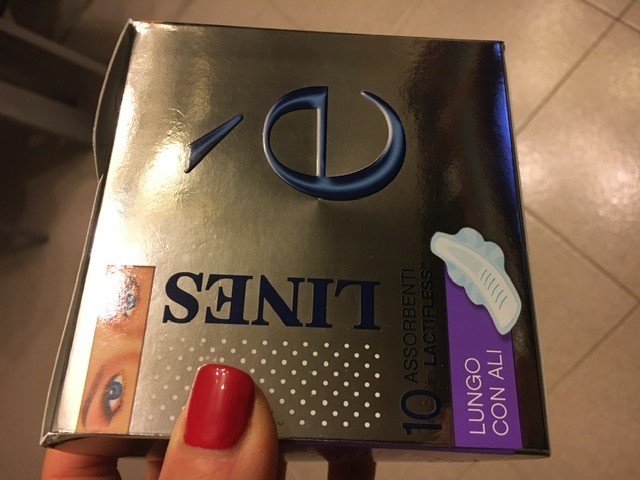 LINES
é
10 ASSORBENTI
LACTIFLESS
LUNGO
CON ALI